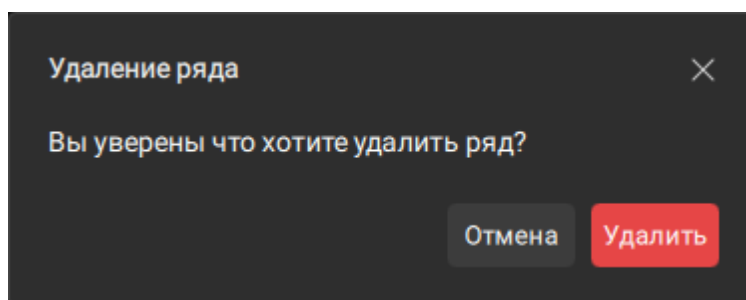 Удаление ряда
Вы уверены что хотите удалить ряд?
Отмена
Удалить